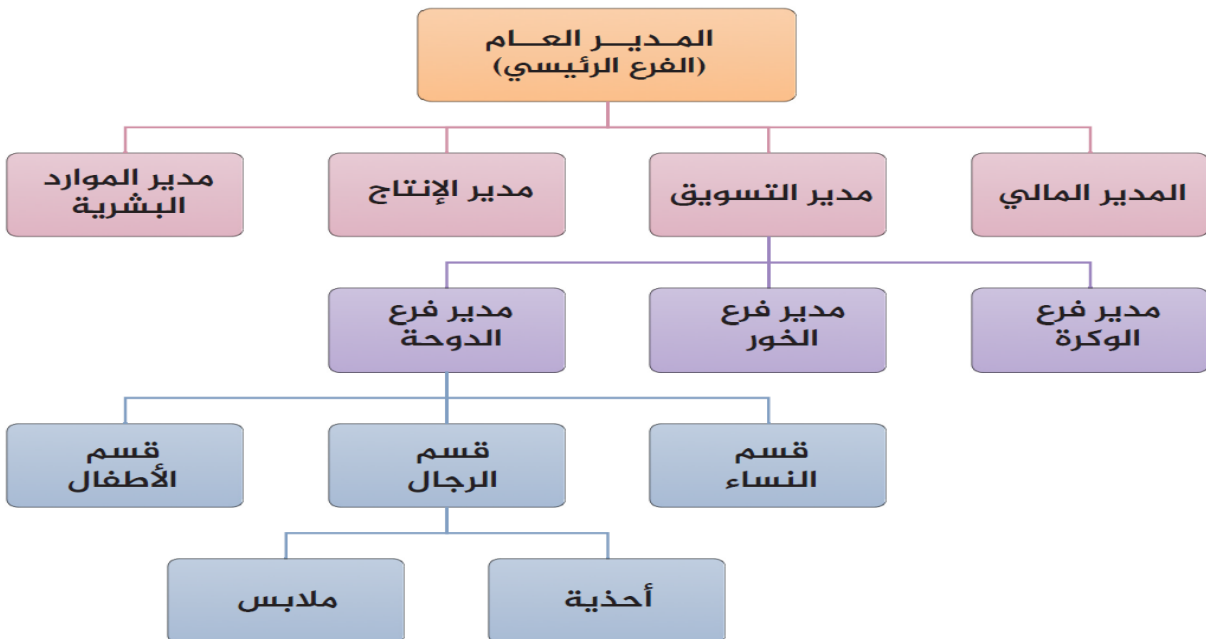 المـديــر العــام
(الفرع الرئيسي)
المدير المالي
مدير التسويق
مدير الإنتاج
مدير الموارد
البشرية
مدير فرع
الوكرة
مدير فرع
الخور
مدير فرع
الدوحة
قسم
النساء
قسم
الرجال
قسم
الأطفال
أحذية
ملابس